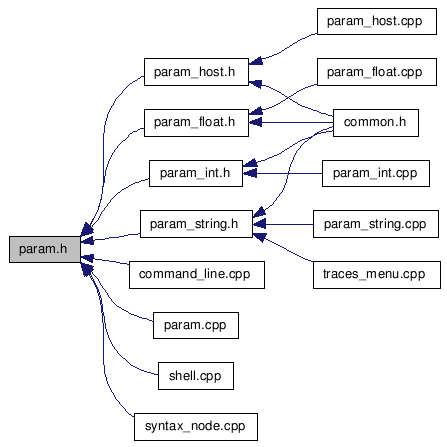 param_host.cpp
param_host.h
param_float.cpp
param_float.h
common.h
param_int.h
param_int.cpp
param_string.h
param_string.cpp
param.h
command_line.cpp
traces_menu.cpp
param.cpp
shell.cpp
syntax_node.cpp